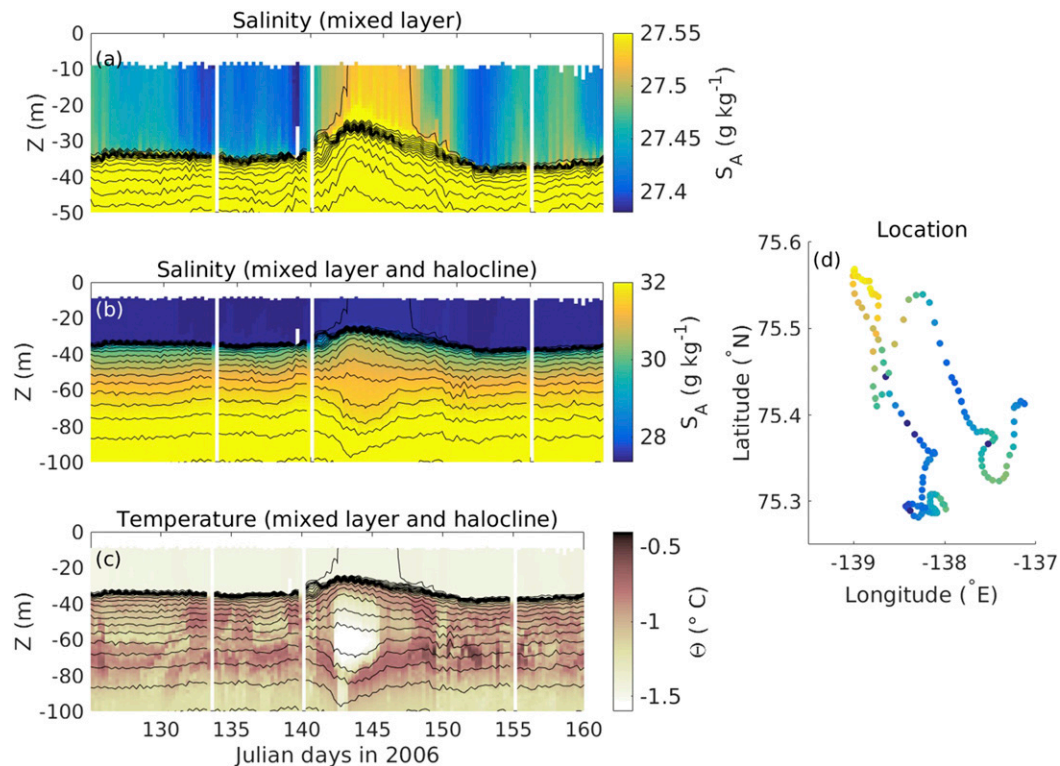 Salinity (mixed layer)
(a)
0
-10
-20
-30
-40
-50
Z (m)
27.55
27.5
27.45
27.4
S_A (g kg⁻¹)
Salinity (mixed layer and halocline)
(b)
0
-20
-40
-60
-80
-100
Z (m)
32
30
28
S_A (g kg⁻¹)
Temperature (mixed layer and halocline)
(c)
0
-20
-40
-60
-80
-100
Z (m)
-0.5
-1
-1.5
Θ (° C)
130 135 140 145 150 155 160
Julian days in 2006
Location
(d)
75.6
75.5
75.4
75.3
Latitude (°N)
-139 -138 -137
Longitude (°E)